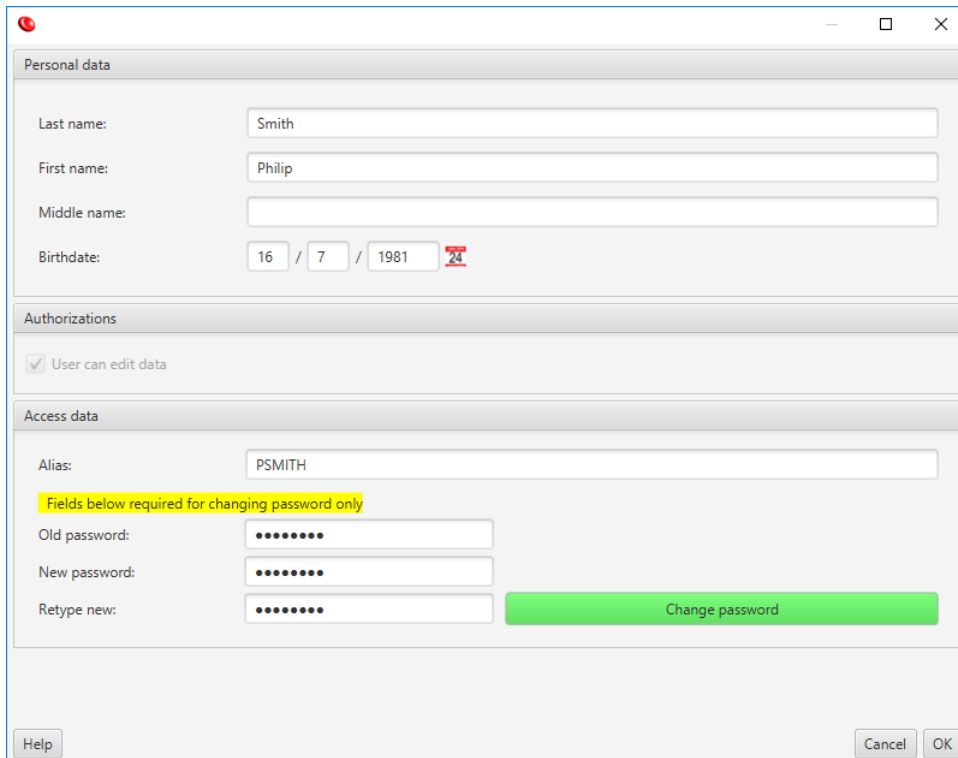 Personal data
Last name: Smith
First name: Philip
Middle name:
Birthdate: 16 / 7 / 1981 24
Authorizations
User can edit data
Access data
Alias: PSMITH
Fields below required for changing password only
Old password: ●●●●●●●●
New password: ●●●●●●●●
Retype new: ●●●●●●●● Change password
Help Cancel OK